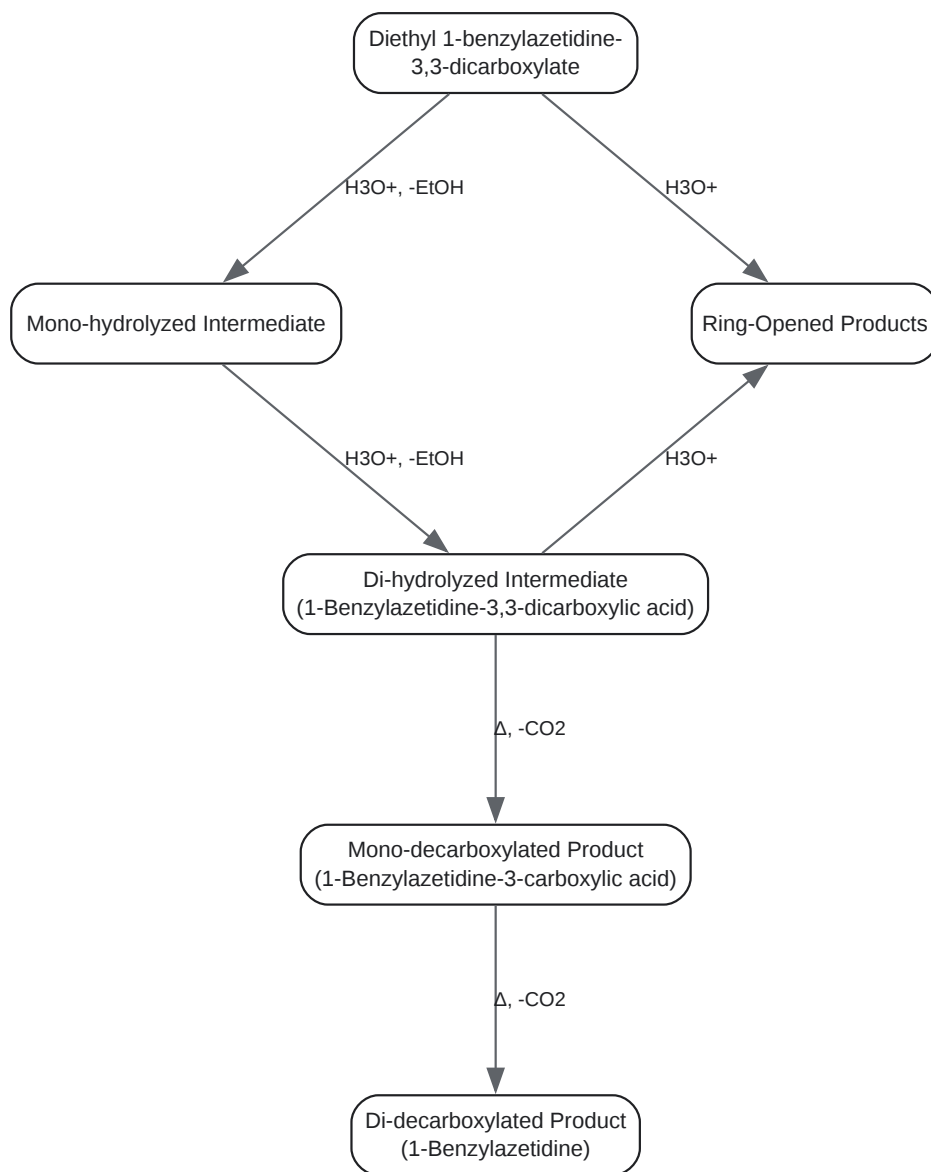 Diethyl 1-benzylazetidine-
3,3-dicarboxylate
H3O+, -EtOH
H3O+
Mono-hydrolyzed Intermediate
Ring-Opened Products
H3O+, -EtOH
H3O+
Di-hydrolyzed Intermediate
(1-Benzylazetidine-3,3-dicarboxylic acid)
Δ, -CO2
Mono-decarboxylated Product
(1-Benzylazetidine-3-carboxylic acid)
Δ, -CO2
Di-decarboxylated Product
(1-Benzylazetidine)